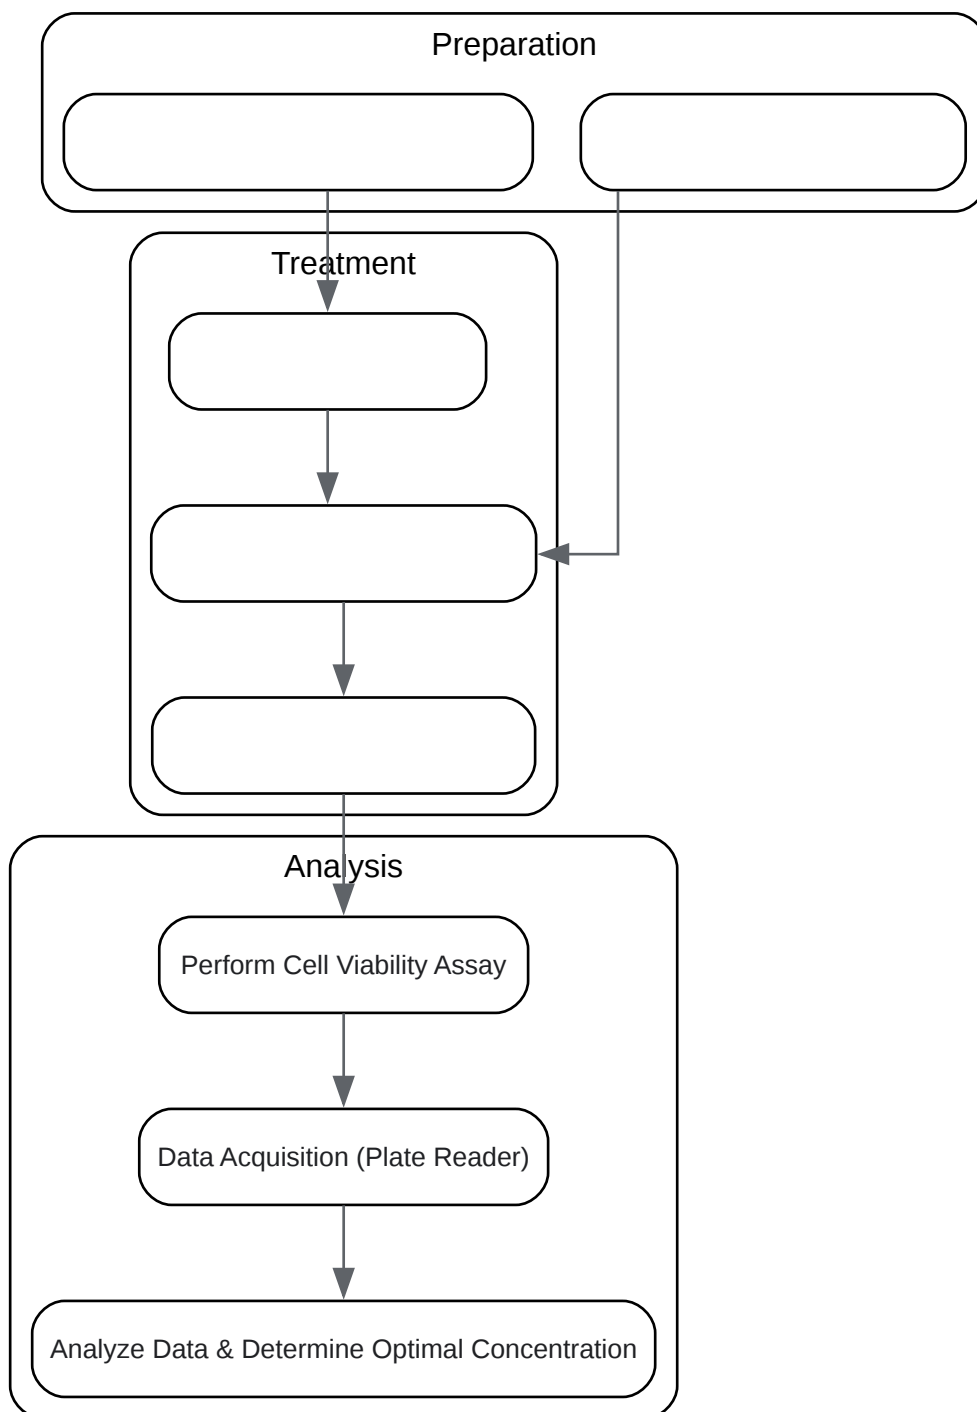 Preparation
Treatment
Analysis
Perform Cell Viability Assay
Data Acquisition (Plate Reader)
Analyze Data & Determine Optimal Concentration